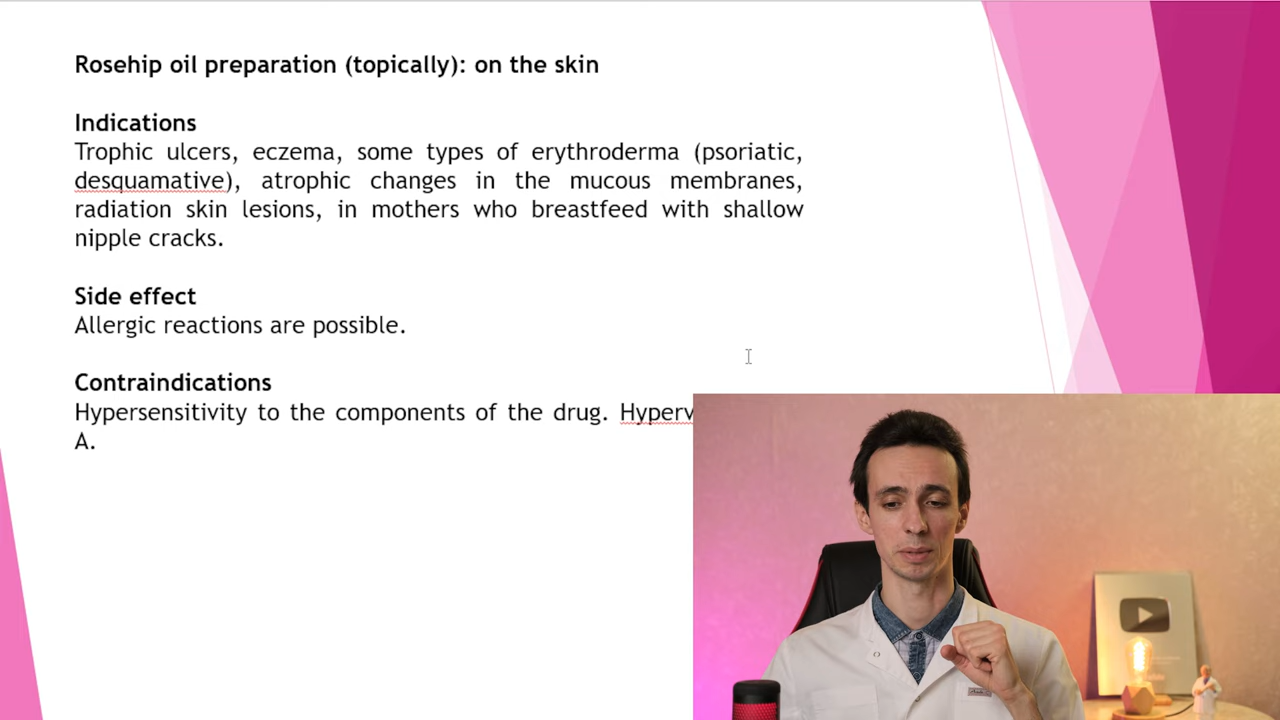 Rosehip oil preparation (topically): on the skin
Indications
Trophic ulcers, eczema, some types of erythroderma (psoriatic,
desquamative), atrophic changes in the mucous membranes,
radiation skin lesions, in mothers who breastfeed with shallow
nipple cracks.
Side effect
Allergic reactions are possible.
Contraindications
Hypersensitivity to the components of the drug. Hyperv
A.